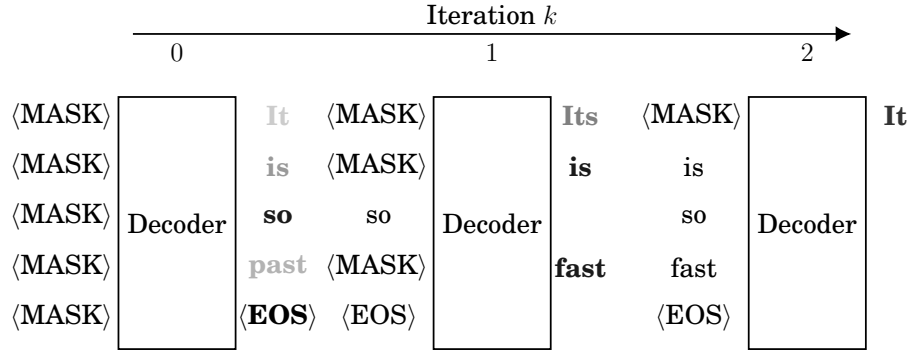 Iteration k
0 1 2
⟨MASK⟩ It ⟨MASK⟩ Its ⟨MASK⟩ It
⟨MASK⟩ is ⟨MASK⟩ is is
⟨MASK⟩ Decoder so so Decoder so Decoder
⟨MASK⟩ past ⟨MASK⟩ fast fast
⟨MASK⟩ ⟨EOS⟩ ⟨EOS⟩ ⟨EOS⟩